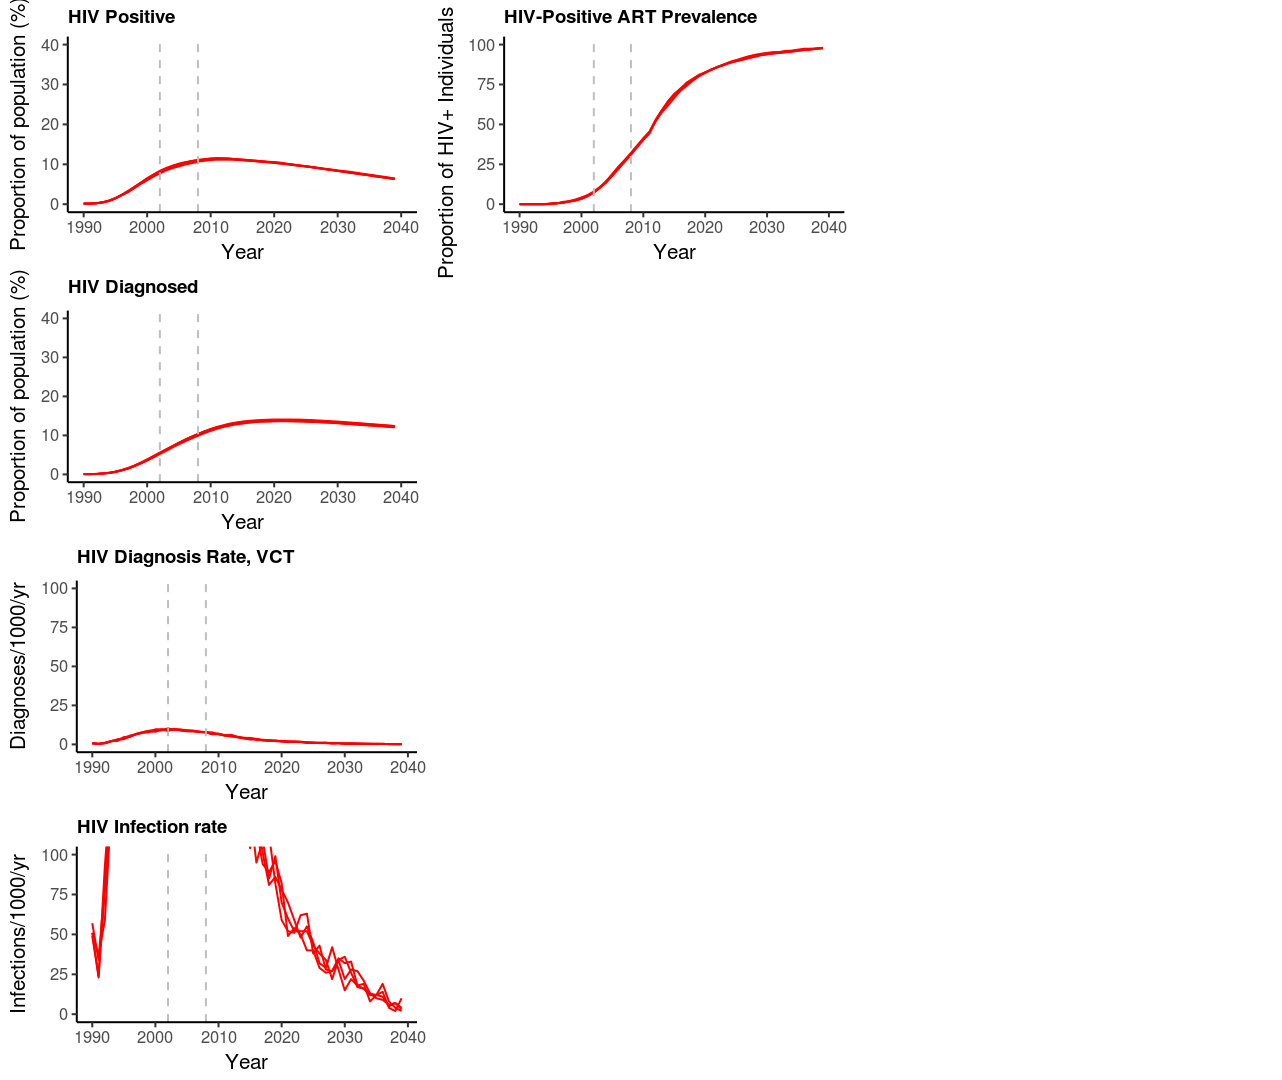 HIV Positive
Proportion of population (%)
40
30
20
10
0
1990 2000 2010 2020 2030 2040
Year
HIV-Positive ART Prevalence
Proportion of HIV+ Individuals
100
75
50
25
0
1990 2000 2010 2020 2030 2040
Year
HIV Diagnosed
Proportion of population (%)
40
30
20
10
0
1990 2000 2010 2020 2030 2040
Year
HIV Diagnosis Rate, VCT
Diagnoses/1000/yr
100
75
50
25
0
1990 2000 2010 2020 2030 2040
Year
HIV Infection rate
Infections/1000/yr
100
75
50
25
0
1990 2000 2010 2020 2030 2040
Year